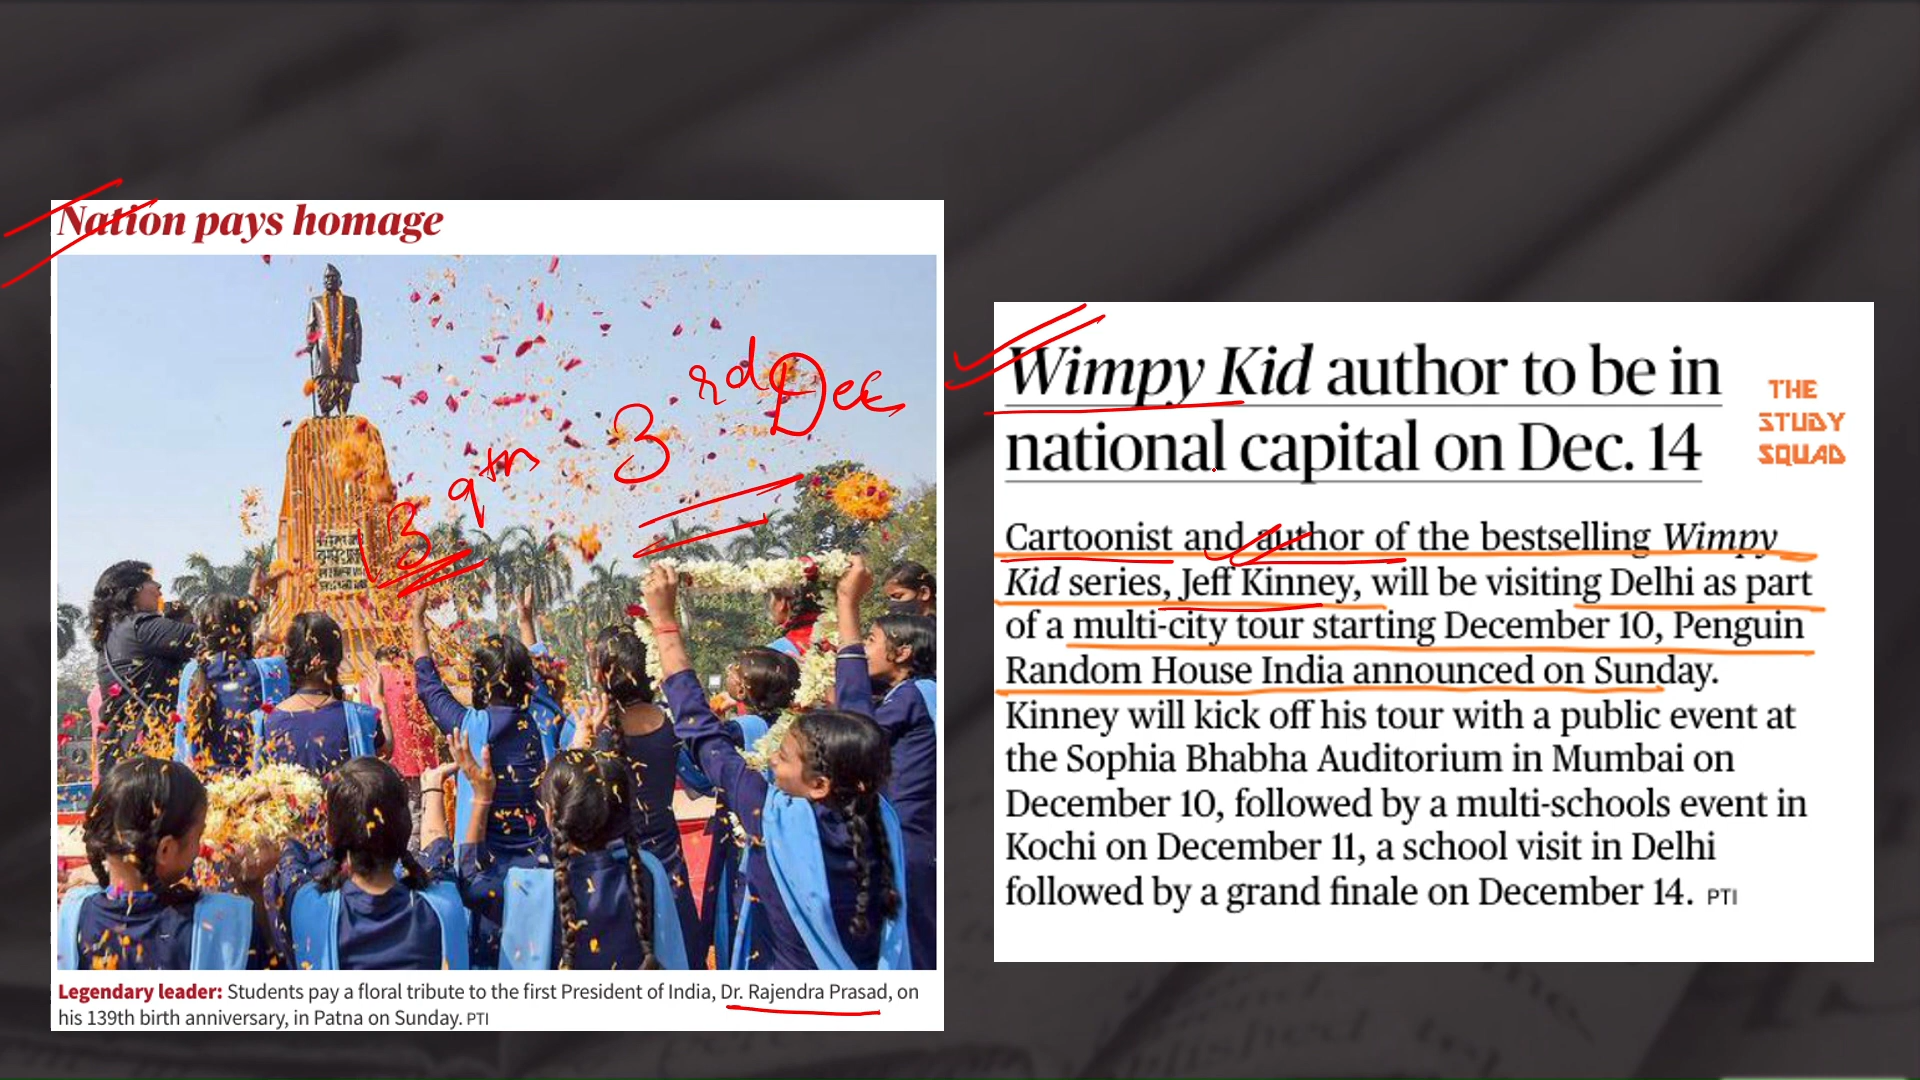 Nation pays homage
3rd Dec
139th
Legendary leader: Students pay a floral tribute to the first President of India, Dr. Rajendra Prasad, on
his 139th birth anniversary, in Patna on Sunday. PTI
Wimpy Kid author to be in
national capital on Dec. 14
THE
STUDY
SQUAD
Cartoonist and author of the bestselling Wimpy
Kid series, Jeff Kinney, will be visiting Delhi as part
of a multi-city tour starting December 10, Penguin
Random House India announced on Sunday.
Kinney will kick off his tour with a public event at
the Sophia Bhabha Auditorium in Mumbai on
December 10, followed by a multi-schools event in
Kochi on December 11, a school visit in Delhi
followed by a grand finale on December 14. PTI